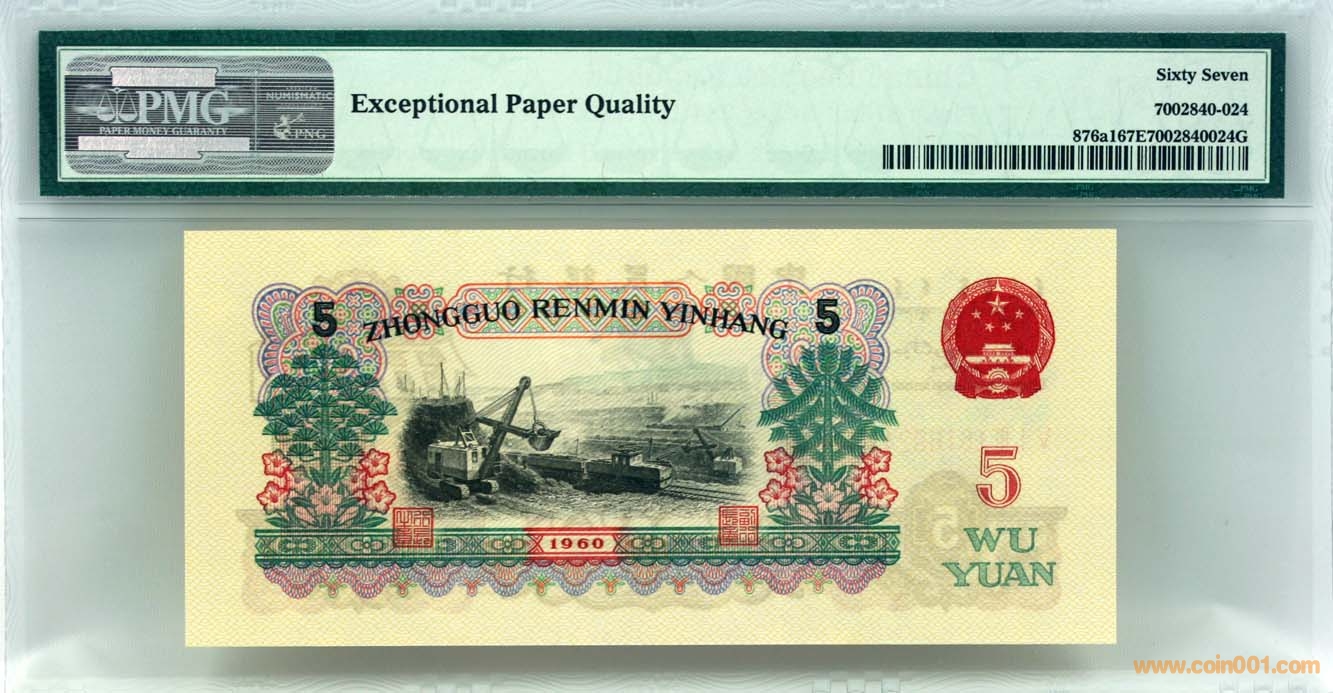 PMG
PAPER MONEY GUARANTY
NUMISMATIC
PNG
Exceptional Paper Quality
Sixty Seven
7002840-024
876a167E7002840024G
5
ZHONGGUO RENMIN YINHANG
5
1960
5
WU
YUAN
www.coin001.com